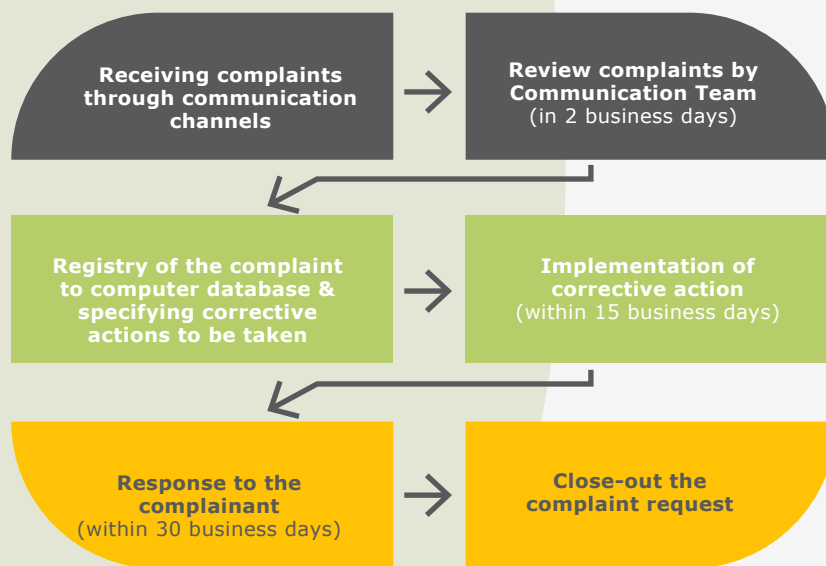 Receiving complaints
through communication
channels
Review complaints by
Communication Team
(in 2 business days)
Registry of the complaint
to computer database &
specifying corrective
actions to be taken
Implementation of
corrective action
(within 15 business days)
Response to the
complainant
(within 30 business days)
Close-out the
complaint request